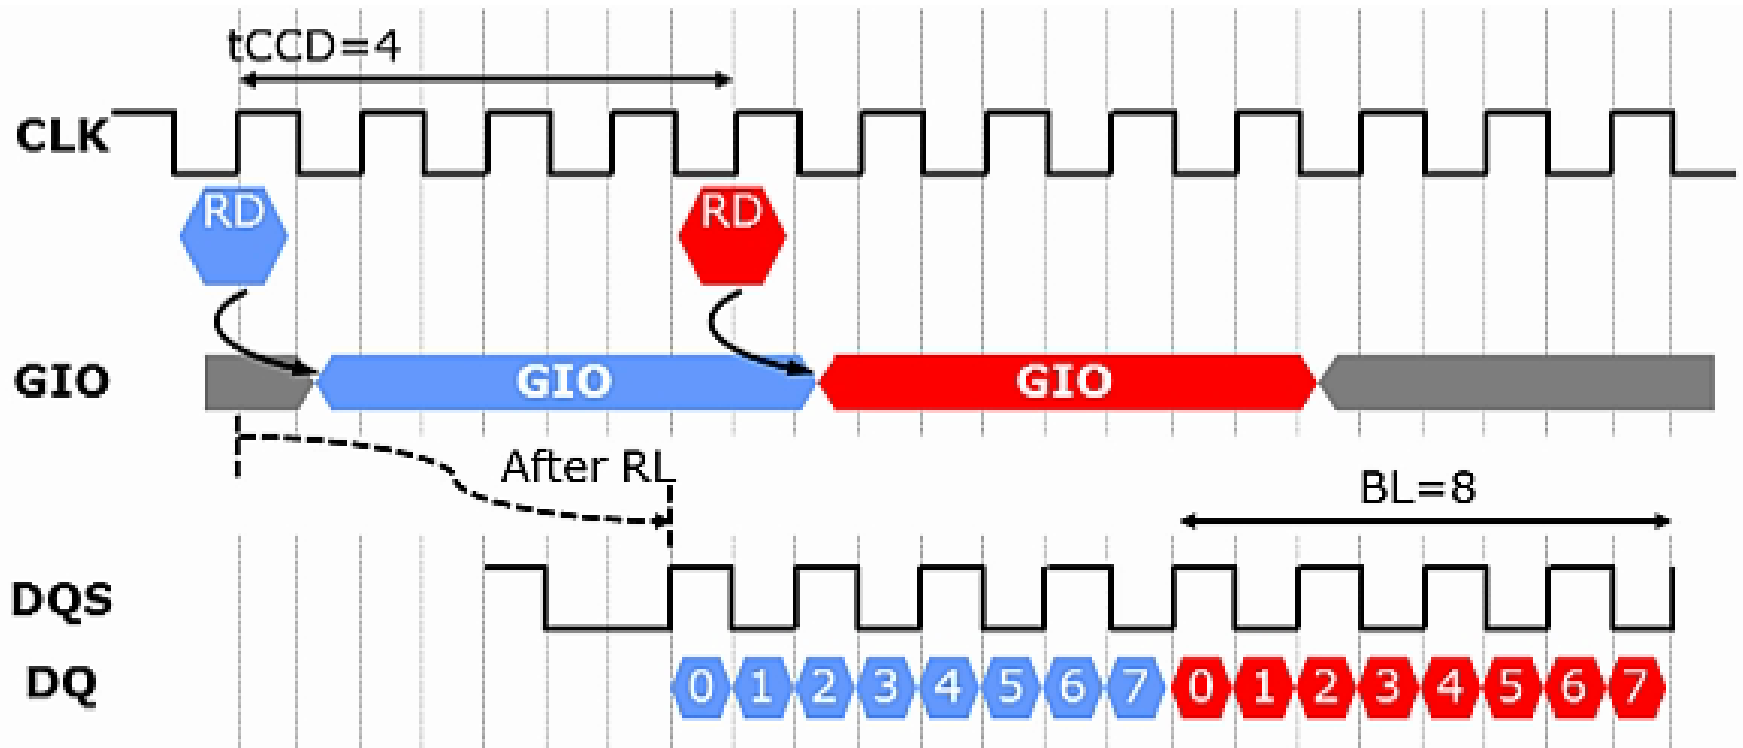 tCCD=4
CLK
RD RD
GIO GIO GIO
After RL
BL=8
DQS
DQ 0 1 2 3 4 5 6 7 0 1 2 3 4 5 6 7